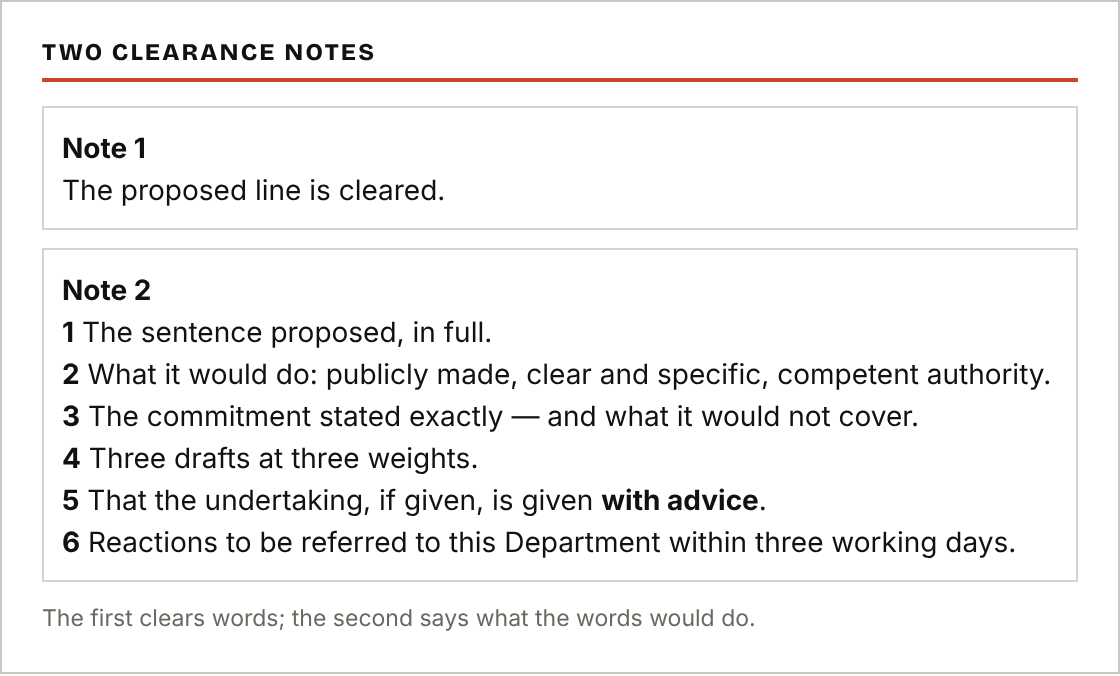 TWO CLEARANCE NOTES
Note 1
The proposed line is cleared.
Note 2
1 The sentence proposed, in full.
2 What it would do: publicly made, clear and specific, competent authority.
3 The commitment stated exactly — and what it would not cover.
4 Three drafts at three weights.
5 That the undertaking, if given, is given with advice.
6 Reactions to be referred to this Department within three working days.
The first clears words; the second says what the words would do.